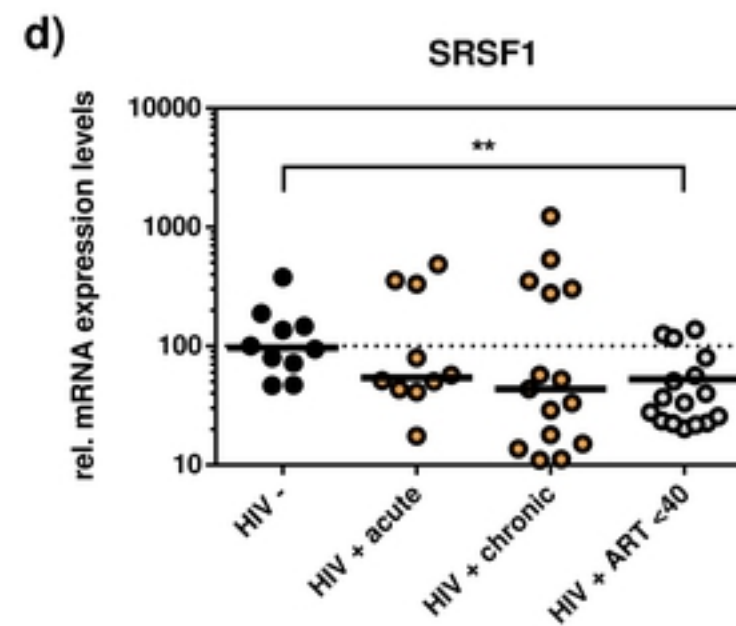 d)
SRSF1
rel. mRNA expression levels
10000
1000
100
10
**
HIV -
HIV + acute
HIV + chronic
HIV + ART <40